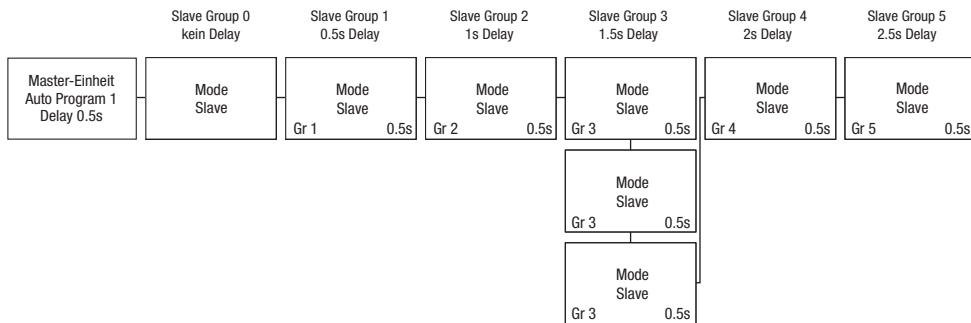 Slave Group 0
kein Delay
Slave Group 1
0.5s Delay
Slave Group 2
1s Delay
Slave Group 3
1.5s Delay
Slave Group 4
2s Delay
Slave Group 5
2.5s Delay
Master-Einheit
Auto Program 1
Delay 0.5s
Mode
Slave
Mode
Slave
Gr 1 0.5s
Mode
Slave
Gr 2 0.5s
Mode
Slave
Gr 3 0.5s
Mode
Slave
Gr 4 0.5s
Mode
Slave
Gr 5 0.5s
Mode
Slave
Gr 3 0.5s
Mode
Slave
Gr 3 0.5s